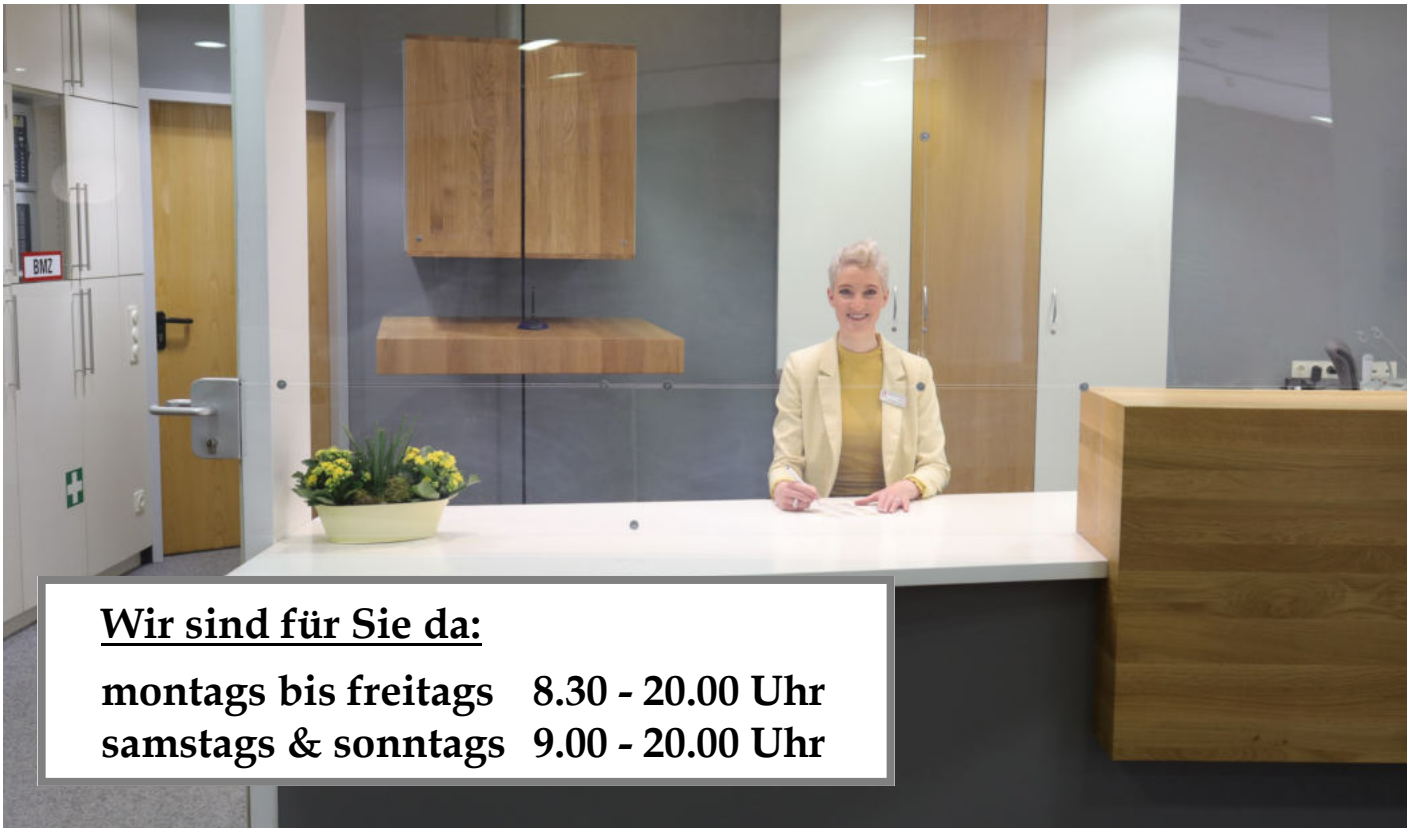 BMZ
Wir sind für Sie da:
montags bis freitags 8.30 - 20.00 Uhr
samstags & sonntags 9.00 - 20.00 Uhr